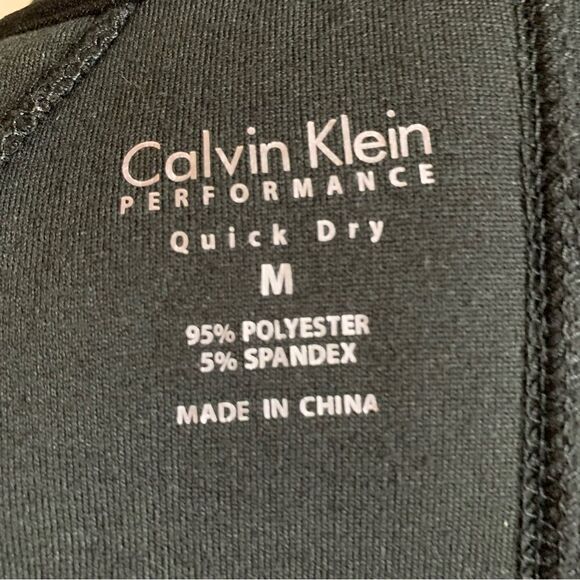 Calvin Klein
PERFORMANCE
Quick Dry
M
95% POLYESTER
5% SPANDEX
MADE IN CHINA